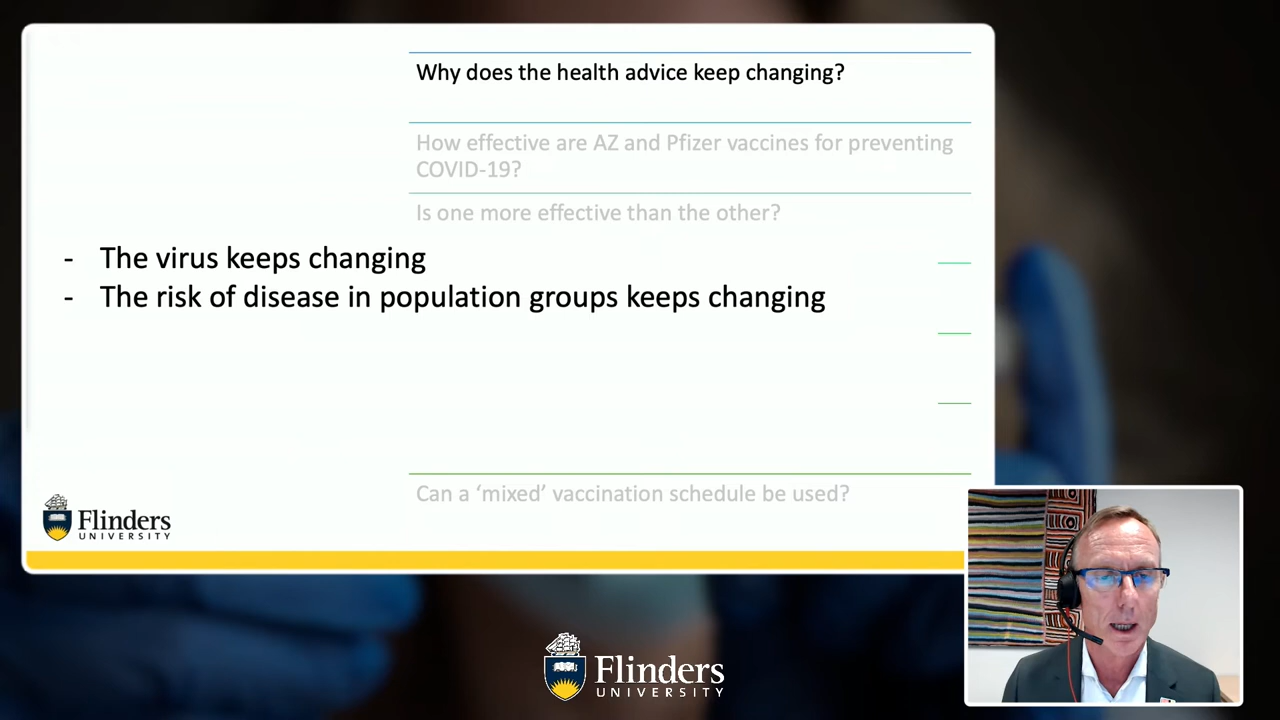 Why does the health advice keep changing?
How effective are AZ and Pfizer vaccines for preventing
COVID-19?
Is one more effective than the other?
- The virus keeps changing
- The risk of disease in population groups keeps changing
Can a ‘mixed’ vaccination schedule be used?
Flinders
UNIVERSITY
Flinders
UNIVERSITY